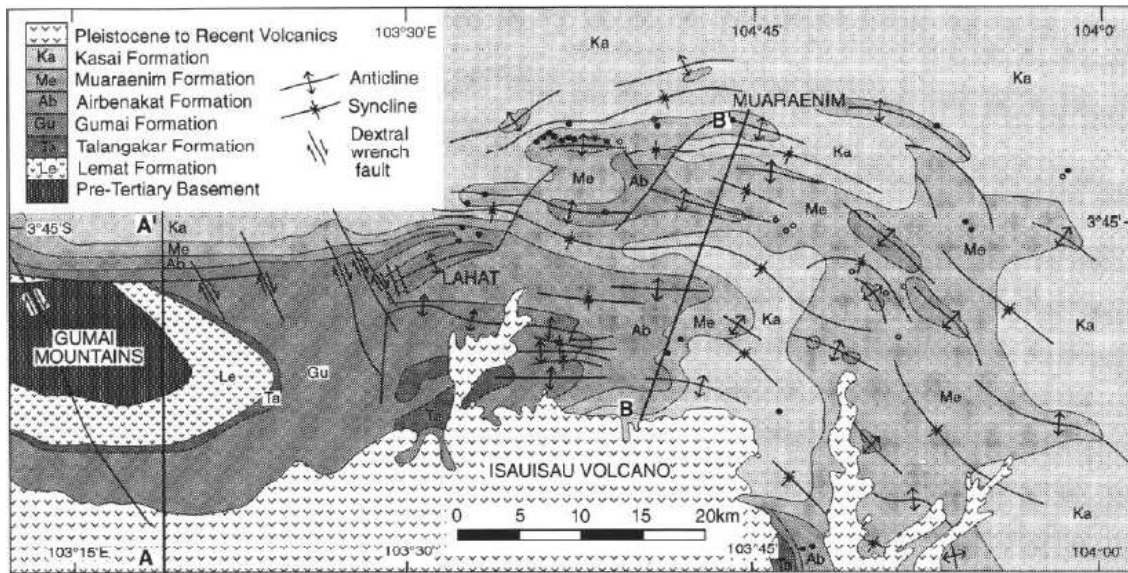 Pleistocene to Recent Volcanics
Ka Kasai Formation
Me Muaraenim Formation
Ab Airbenakat Formation
Gu Gumai Formation
Ta Talangakar Formation
Le Lemat Formation
Pre-Tertiary Basement
Anticline
Syncline
Dextral
wrench
fault
103°30'E
104°45
104°0
Ka
Ka
Ka
MUARAENIM
B'
Ka
Me
Ab
Me
3°45'S
A'
Ka
Me
Ab
3°45'
Me
LAHAT
GUMAI
MOUNTAINS
Le
Ta
Gu
Ab
Me
Ka
Ka
Me
Ta
B
ISAUISAU VOLCANO
0 5 10 15 20km
Ka
103°15'E
A
103°30
103°45
Ta
Ab
104°00